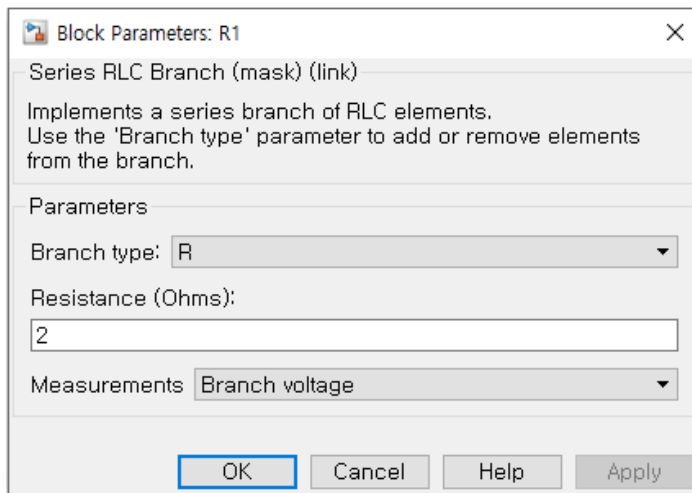 Block Parameters: R1
Series RLC Branch (mask) (link)
Implements a series branch of RLC elements.
Use the 'Branch type' parameter to add or remove elements
from the branch.
Parameters
Branch type: R
Resistance (Ohms):
2
Measurements Branch voltage
OK Cancel Help Apply